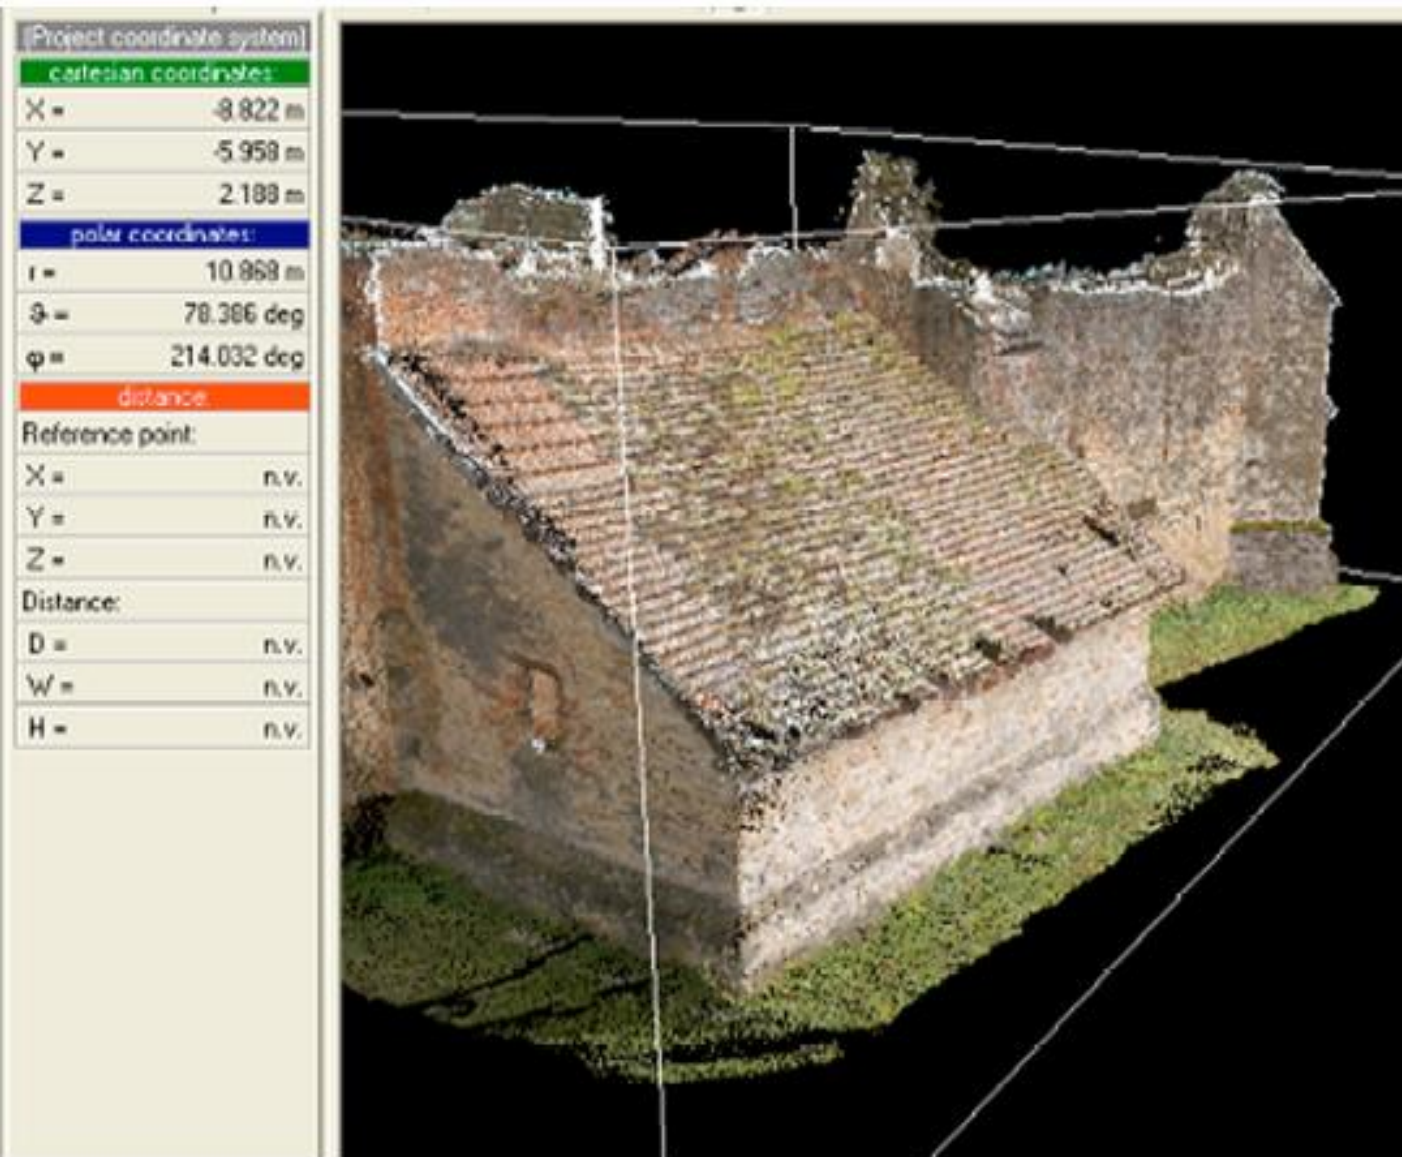 (Project coordinate system)
cartesian coordinates:
X = -8.822 m
Y = -5.958 m
Z = 2.188 m
polar coordinates:
r = 10.868 m
ϑ = 78.386 deg
φ = 214.032 deg
distance:
Reference point:
X = n.v.
Y = n.v.
Z = n.v.
Distance:
D = n.v.
W = n.v.
H = n.v.